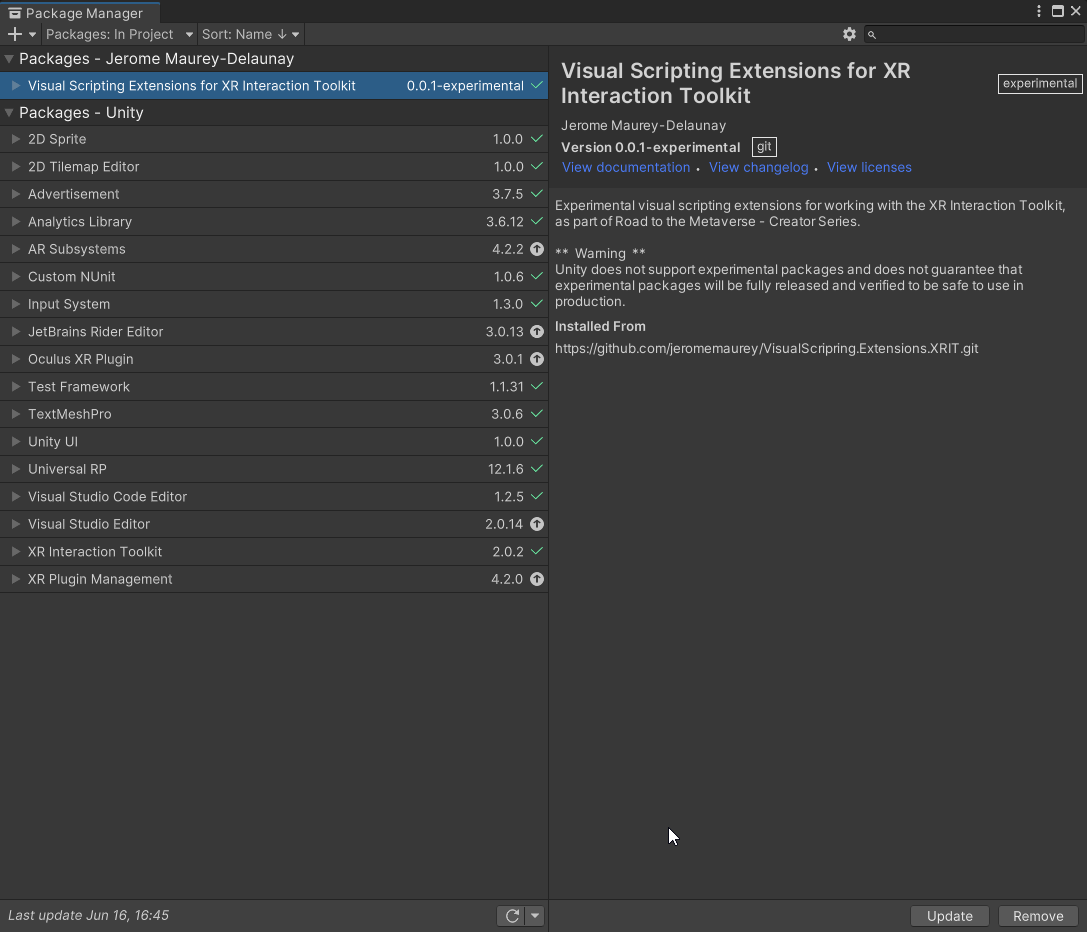 Package Manager
Packages: In Project
Sort: Name ↓
Packages - Jerome Maurey-Delaunay
Visual Scripting Extensions for XR Interaction Toolkit 0.0.1-experimental
Packages - Unity
2D Sprite 1.0.0
2D Tilemap Editor 1.0.0
Advertisement 3.7.5
Analytics Library 3.6.12
AR Subsystems 4.2.2
Custom NUnit 1.0.6
Input System 1.3.0
JetBrains Rider Editor 3.0.13
Oculus XR Plugin 3.0.1
Test Framework 1.1.31
TextMeshPro 3.0.6
Unity UI 1.0.0
Universal RP 12.1.6
Visual Studio Code Editor 1.2.5
Visual Studio Editor 2.0.14
XR Interaction Toolkit 2.0.2
XR Plugin Management 4.2.0
Last update Jun 16, 16:45
Visual Scripting Extensions for XR
Interaction Toolkit
experimental
Jerome Maurey-Delaunay
Version 0.0.1-experimental git
View documentation • View changelog • View licenses
Experimental visual scripting extensions for working with the XR Interaction Toolkit,
as part of Road to the Metaverse - Creator Series.
** Warning **
Unity does not support experimental packages and does not guarantee that
experimental packages will be fully released and verified to be safe to use in
production.
Installed From
https://github.com/jeromemaurey/VisualScripring.Extensions.XRIT.git
Update
Remove